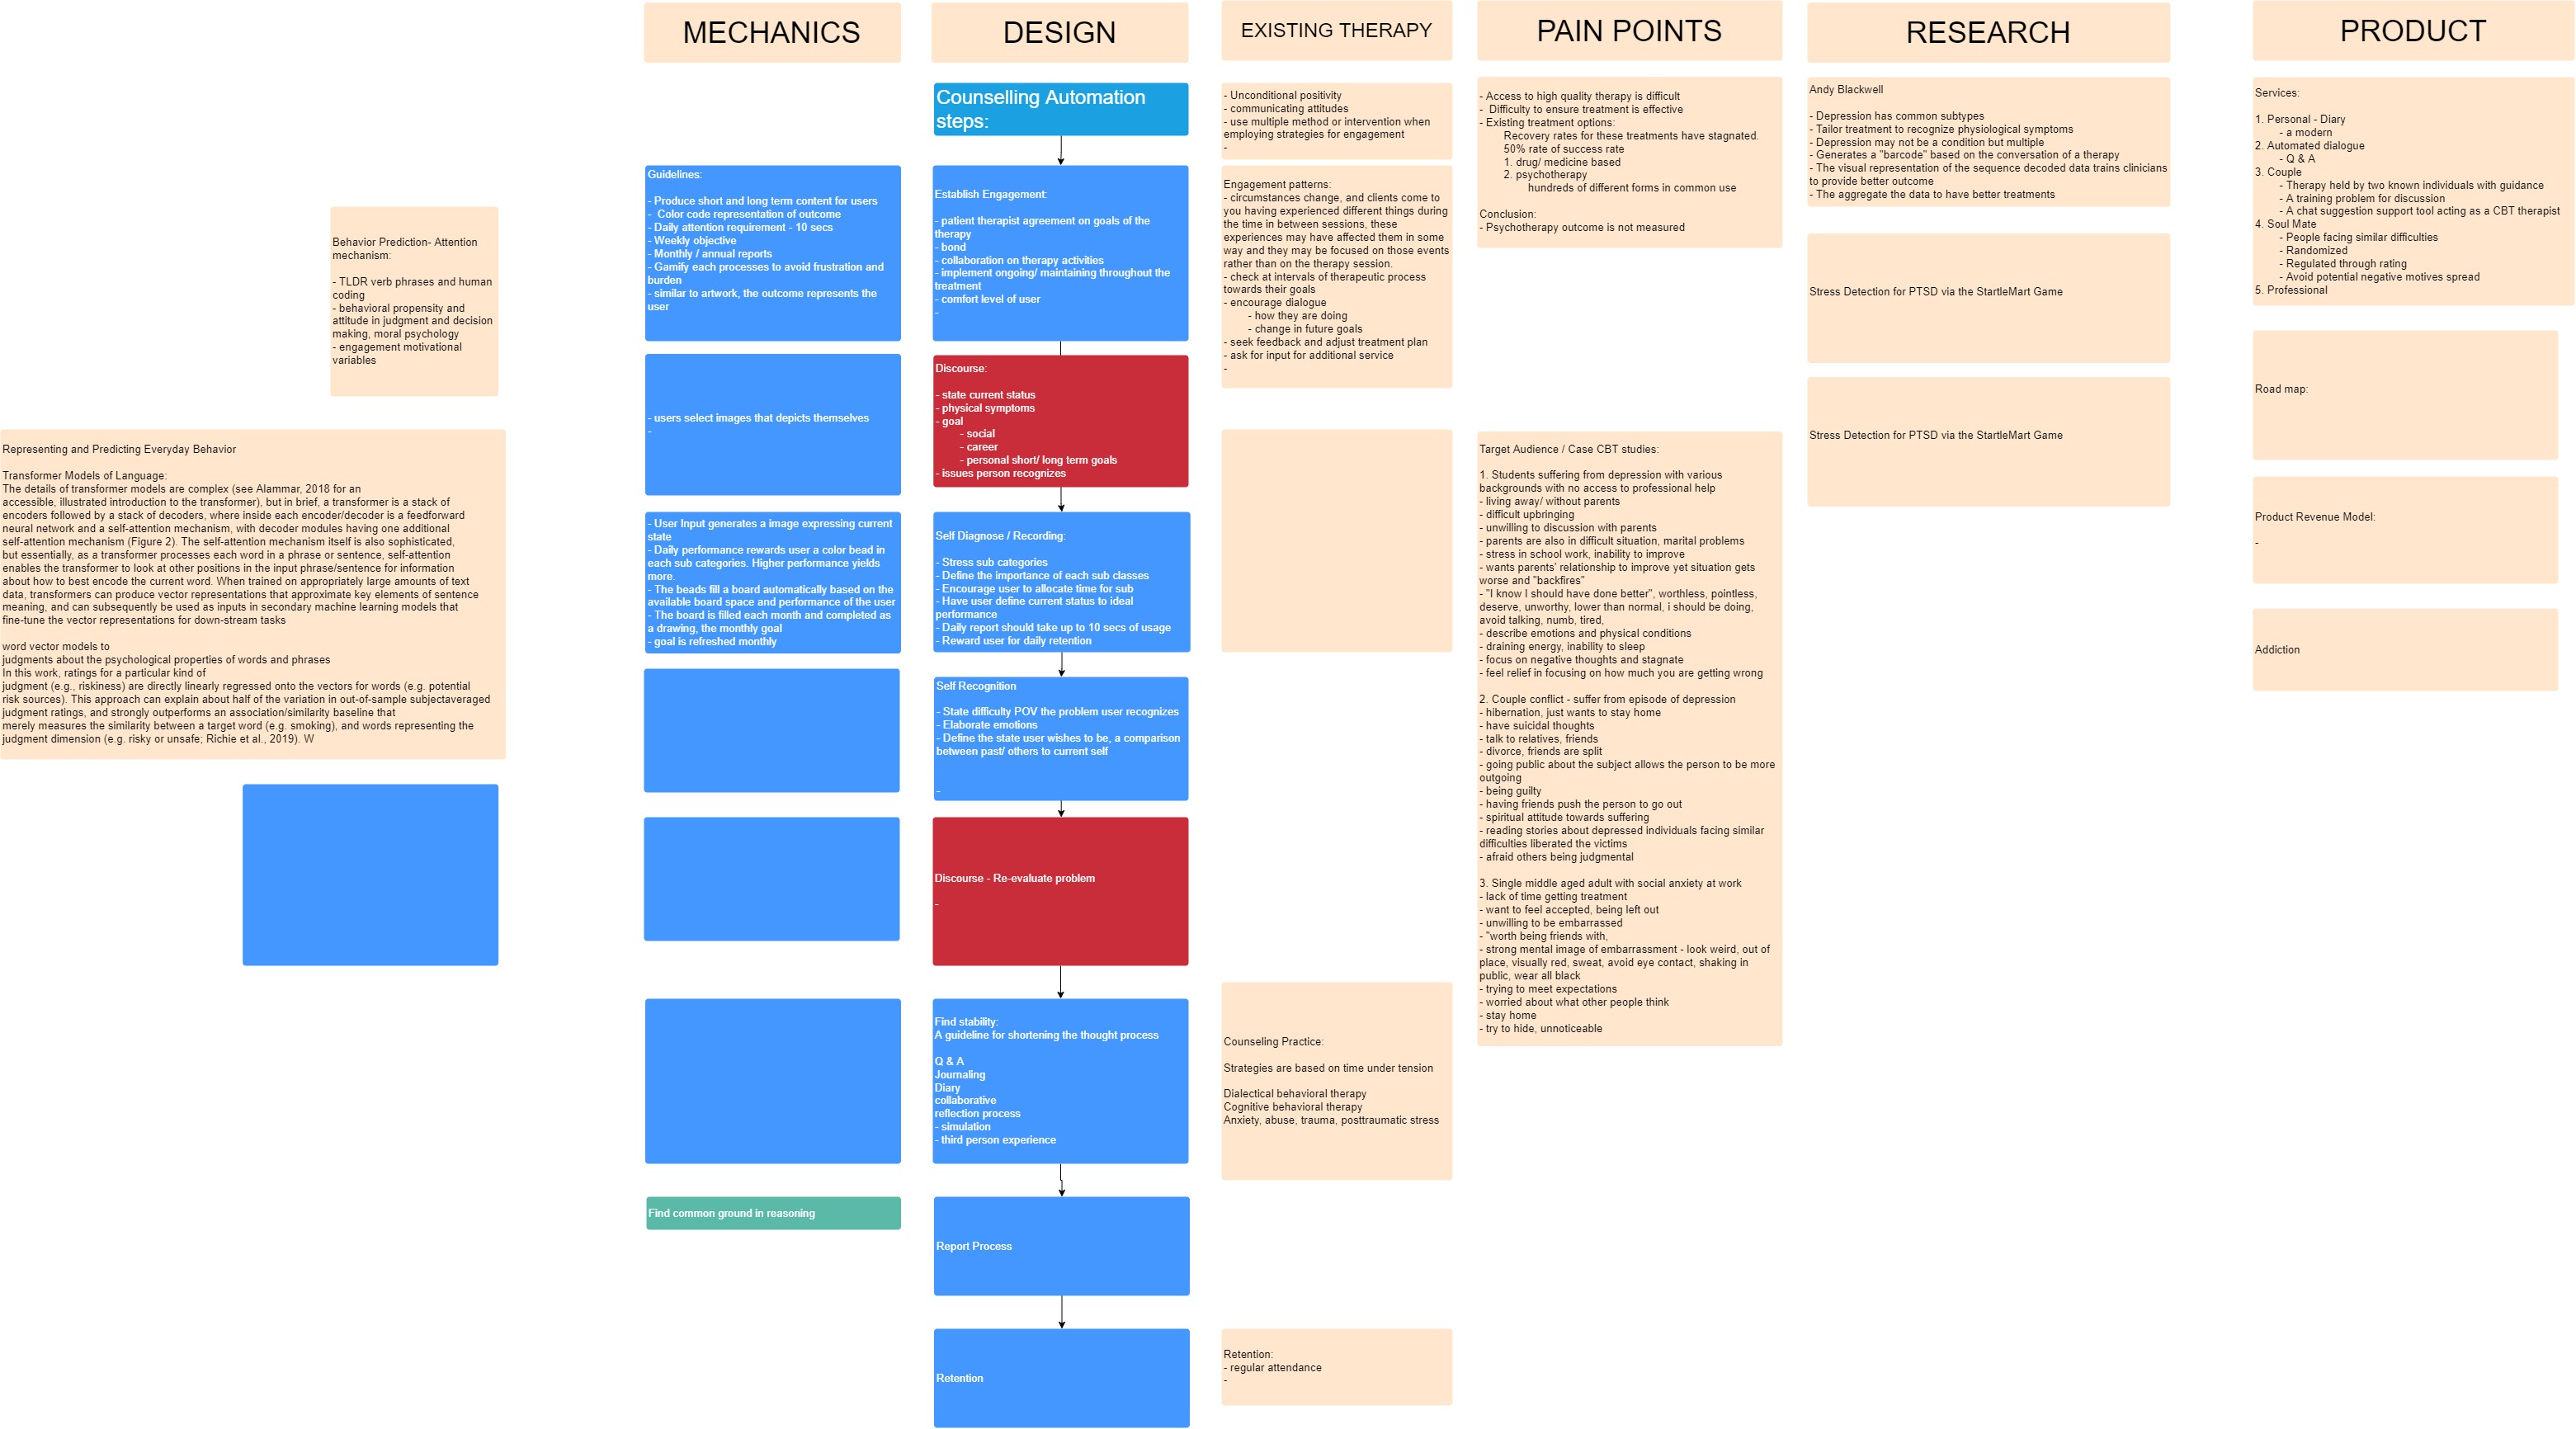 MECHANICS
DESIGN
EXISTING THERAPY
PAIN POINTS
RESEARCH
PRODUCT
Behavior Prediction- Attention
mechanism:
- TLDR verb phrases and human
coding
- behavioral propensity and
attitude in judgment and decision
making, moral psychology
- engagement motivational
variables
Representing and Predicting Everyday Behavior
Transformer Models of Language:
The details of transformer models are complex (see Alammar, 2018 for an
accessible, illustrated introduction to the transformer), but in brief, a transformer is a stack of
encoders followed by a stack of decoders, where inside each encoder/decoder is a feedforward
neural network and a self-attention mechanism, with decoder modules having one additional
self-attention mechanism (Figure 2). The self-attention mechanism itself is also sophisticated,
but essentially, as a transformer processes each word in a phrase or sentence, self-attention
enables the transformer to look at other positions in the input phrase/sentence for information
about how to best encode the current word. When trained on appropriately large amounts of text
data, transformers can produce vector representations that approximate key elements of sentence
meaning, and can subsequently be used as inputs in secondary machine learning models that
fine-tune the vector representations for down-stream tasks
word vector models to
judgments about the psychological properties of words and phrases
In this work, ratings for a particular kind of
judgment (e.g., riskiness) are directly linearly regressed onto the vectors for words (e.g. potential
risk sources). This approach can explain about half of the variation in out-of-sample subjectaveraged
judgment ratings, and strongly outperforms an association/similarity baseline that
merely measures the similarity between a target word (e.g. smoking), and words representing the
judgment dimension (e.g. risky or unsafe; Richie et al., 2019). W
Guidelines:
- Produce short and long term content for users
- Color code representation of outcome
- Daily attention requirement - 10 secs
- Weekly objective
- Monthly / annual reports
- Gamify each processes to avoid frustration and
burden
- similar to artwork, the outcome represents the
user
- users select images that depicts themselves
-
- User Input generates a image expressing current
state
- Daily performance rewards user a color bead in
each sub categories. Higher performance yields
more.
- The beads fill a board automatically based on the
available board space and performance of the user
- The board is filled each month and completed as
a drawing, the monthly goal
- goal is refreshed monthly
Find common ground in reasoning
Counselling Automation
steps:
Establish Engagement:
- patient therapist agreement on goals of the
therapy
- bond
- collaboration on therapy activities
- implement ongoing/ maintaining throughout the
treatment
- comfort level of user
-
Discourse:
- state current status
- physical symptoms
- goal
- social
- career
- personal short/ long term goals
- issues person recognizes
Self Diagnose / Recording:
- Stress sub categories
- Define the importance of each sub classes
- Encourage user to allocate time for sub
- Have user define current status to ideal
performance
- Daily report should take up to 10 secs of usage
- Reward user for daily retention
Self Recognition
- State difficulty POV the problem user recognizes
- Elaborate emotions
- Define the state user wishes to be, a comparison
between past/ others to current self
-
Discourse - Re-evaluate problem
-
Find stability:
A guideline for shortening the thought process
Q & A
Journaling
Diary
collaborative
reflection process
- simulation
- third person experience
Report Process
Retention
- Unconditional positivity
- communicating attitudes
- use multiple method or intervention when
employing strategies for engagement
-
Engagement patterns:
- circumstances change, and clients come to
you having experienced different things during
the time in between sessions, these
experiences may have affected them in some
way and they may be focused on those events
rather than on the therapy session.
- check at intervals of therapeutic process
towards their goals
- encourage dialogue
- how they are doing
- change in future goals
- seek feedback and adjust treatment plan
- ask for input for additional service
-
Counseling Practice:
Strategies are based on time under tension
Dialectical behavioral therapy
Cognitive behavioral therapy
Anxiety, abuse, trauma, posttraumatic stress
Retention:
- regular attendance
-
- Access to high quality therapy is difficult
- Difficulty to ensure treatment is effective
- Existing treatment options:
Recovery rates for these treatments have stagnated.
50% rate of success rate
1. drug/ medicine based
2. psychotherapy
hundreds of different forms in common use
Conclusion:
- Psychotherapy outcome is not measured
Target Audience / Case CBT studies:
1. Students suffering from depression with various
backgrounds with no access to professional help
- living away/ without parents
- difficult upbringing
- unwilling to discussion with parents
- parents are also in difficult situation, marital problems
- stress in school work, inability to improve
- wants parents' relationship to improve yet situation gets
worse and "backfires"
- "I know I should have done better", worthless, pointless,
deserve, unworthy, lower than normal, i should be doing,
avoid talking, numb, tired,
- describe emotions and physical conditions
- draining energy, inability to sleep
- focus on negative thoughts and stagnate
- feel relief in focusing on how much you are getting wrong
2. Couple conflict - suffer from episode of depression
- hibernation, just wants to stay home
- have suicidal thoughts
- talk to relatives, friends
- divorce, friends are split
- going public about the subject allows the person to be more
outgoing
- being guilty
- having friends push the person to go out
- spiritual attitude towards suffering
- reading stories about depressed individuals facing similar
difficulties liberated the victims
- afraid others being judgmental
3. Single middle aged adult with social anxiety at work
- lack of time getting treatment
- want to feel accepted, being left out
- unwilling to be embarrassed
- "worth being friends with,
- strong mental image of embarrassment - look weird, out of
place, visually red, sweat, avoid eye contact, shaking in
public, wear all black
- trying to meet expectations
- worried about what other people think
- stay home
- try to hide, unnoticeable
Andy Blackwell
- Depression has common subtypes
- Tailor treatment to recognize physiological symptoms
- Depression may not be a condition but multiple
- Generates a "barcode" based on the conversation of a therapy
- The visual representation of the sequence decoded data trains clinicians
to provide better outcome
- The aggregate the data to have better treatments
Stress Detection for PTSD via the StartleMart Game
Stress Detection for PTSD via the StartleMart Game
Services:
1. Personal - Diary
- a modern
2. Automated dialogue
- Q & A
3. Couple
- Therapy held by two known individuals with guidance
- A training problem for discussion
- A chat suggestion support tool acting as a CBT therapist
4. Soul Mate
- People facing similar difficulties
- Randomized
- Regulated through rating
- Avoid potential negative motives spread
5. Professional
Road map:
Product Revenue Model:
-
Addiction